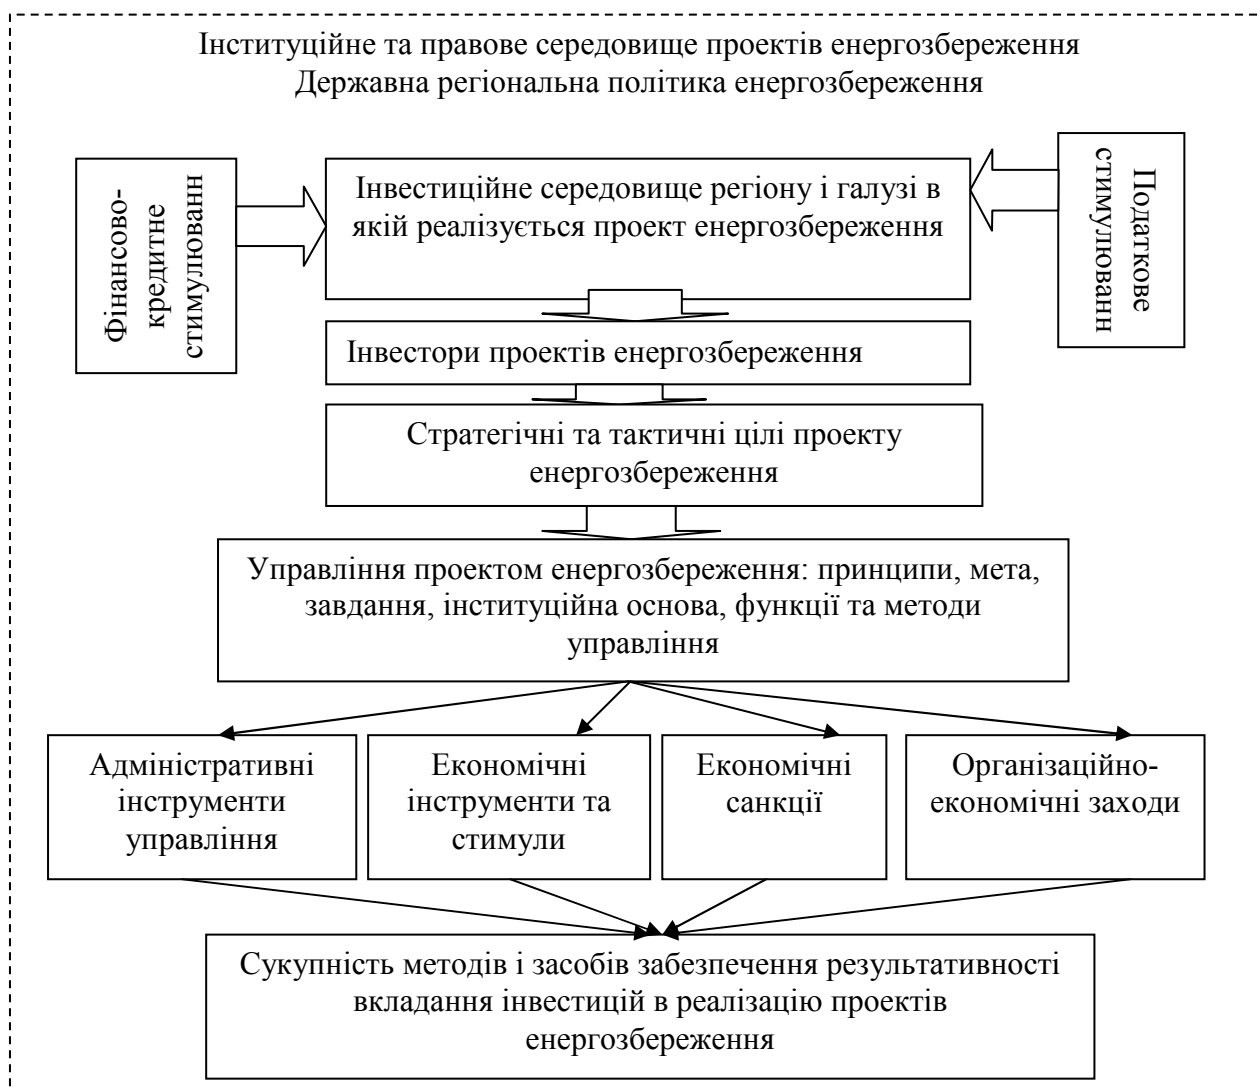 Інституційне та правове середовище проектів енергозбереження
Державна регіональна політика енергозбереження
Фінансово-
кредитне
стимулюванн
Інвестиційне середовище регіону і галузі в
якій реалізується проект енергозбереження
Податкове
стимулюванн
Інвестори проектів енергозбереження
Стратегічні та тактичні цілі проекту
енергозбереження
Управління проектом енергозбереження: принципи, мета,
завдання, інституційна основа, функції та методи
управління
Адміністративні
інструменти
управління
Економічні
інструменти та
стимули
Економічні
санкції
Організаційно-
економічні заходи
Сукупність методів і засобів забезпечення результативності
вкладання інвестицій в реалізацію проектів
енергозбереження